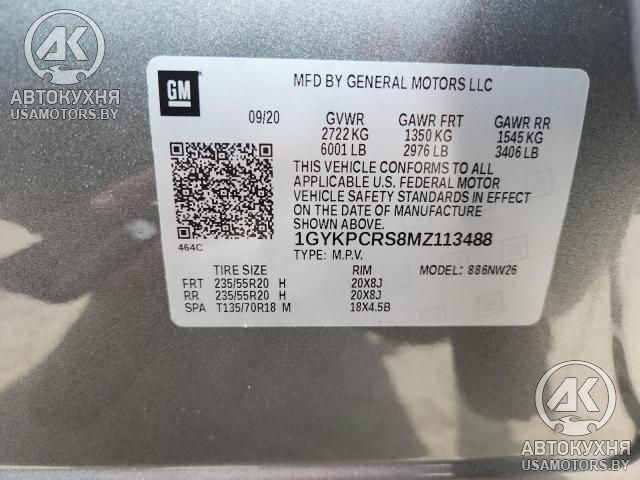 AK
АВТОКУХНЯ
USAMOTORS.BY
GM
MFD BY GENERAL MOTORS LLC
09/20 GVWR GAWR FRT GAWR RR
2722 KG 1350 KG 1545 KG
6001 LB 2976 LB 3406 LB
THIS VEHICLE CONFORMS TO ALL
APPLICABLE U.S. FEDERAL MOTOR
VEHICLE SAFETY STANDARDS IN EFFECT
ON THE DATE OF MANUFACTURE
SHOWN ABOVE.
464C 1GYKPCRS8MZ113488
TYPE: M.P.V.
TIRE SIZE RIM MODEL: 886NW26
FRT 235/55R20 H 20X8J
RR 235/55R20 H 20X8J
SPA T135/70R18 M 18X4.5B
AK
АВТОКУХНЯ
USAMOTORS.BY